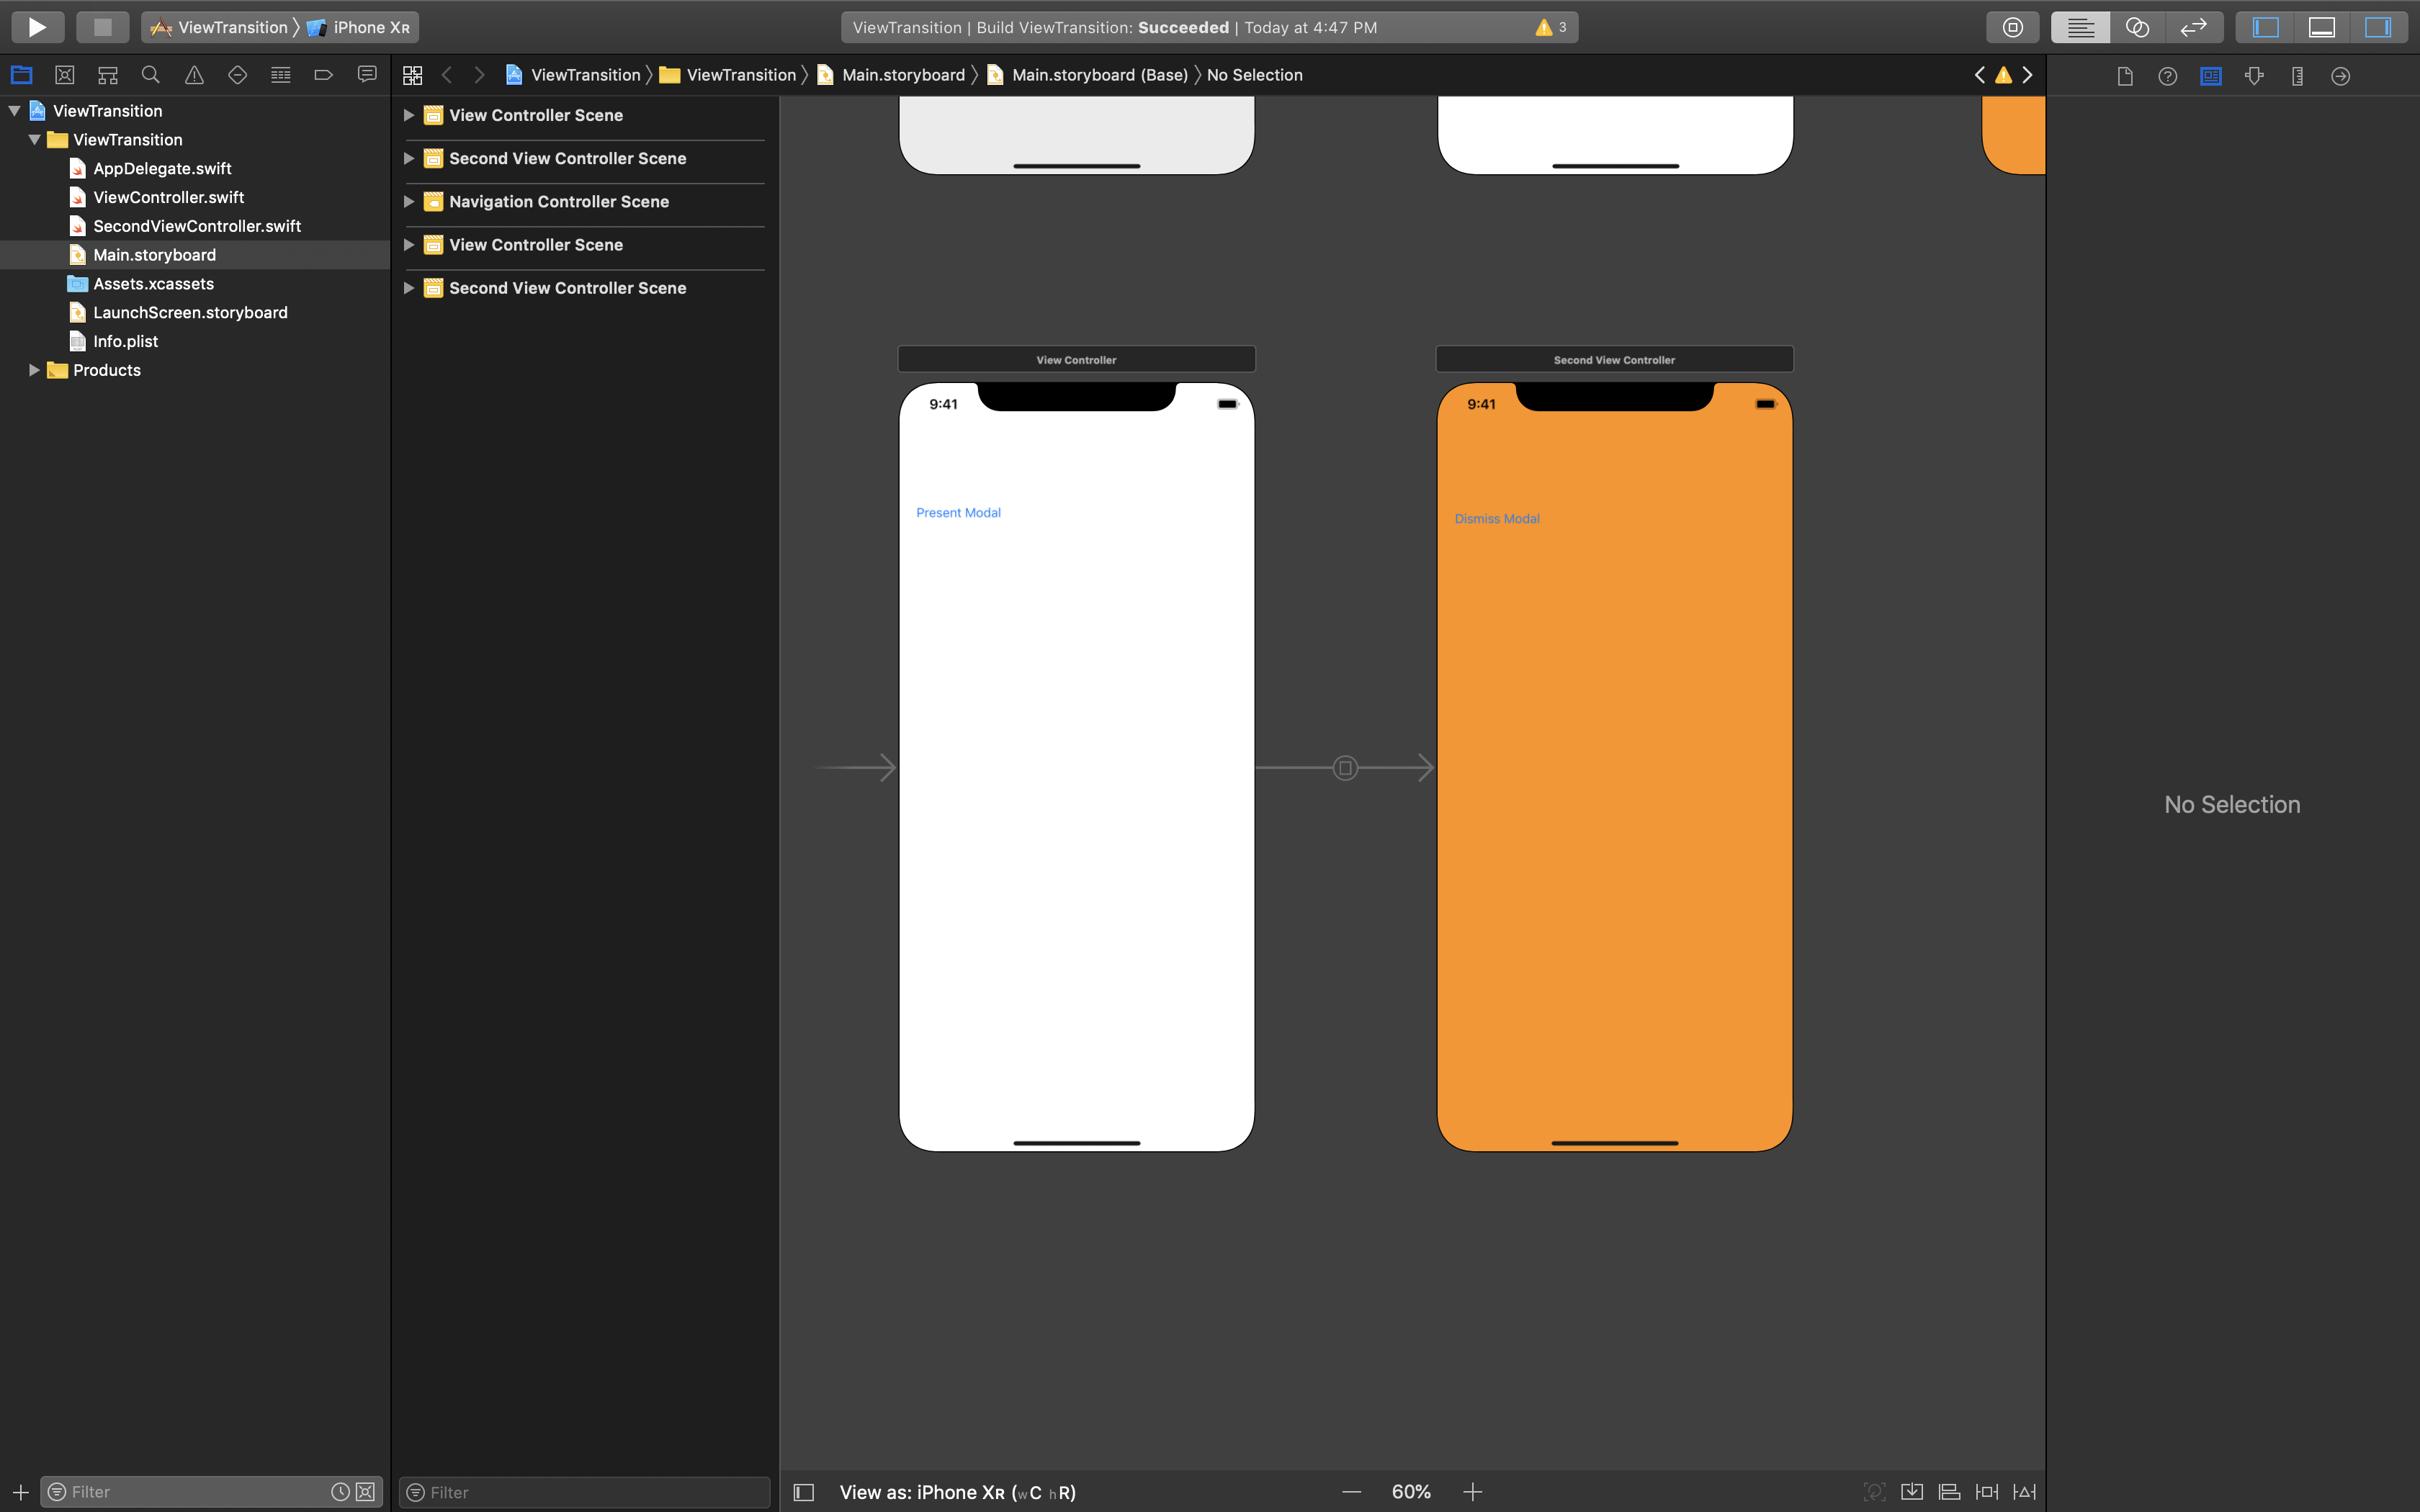 ViewTransition iPhone XR
ViewTransition | Build ViewTransition: Succeeded | Today at 4:47 PM
3
ViewTransition ViewTransition Main.storyboard Main.storyboard (Base) No Selection
ViewTransition
ViewTransition
AppDelegate.swift
ViewController.swift
SecondViewController.swift
Main.storyboard
Assets.xcassets
LaunchScreen.storyboard
Info.plist
Products
View Controller Scene
Second View Controller Scene
Navigation Controller Scene
View Controller Scene
Second View Controller Scene
View Controller
9:41
Present Modal
Second View Controller
9:41
Dismiss Modal
No Selection
Filter
Filter
View as: iPhone XR (wC hR)
60%